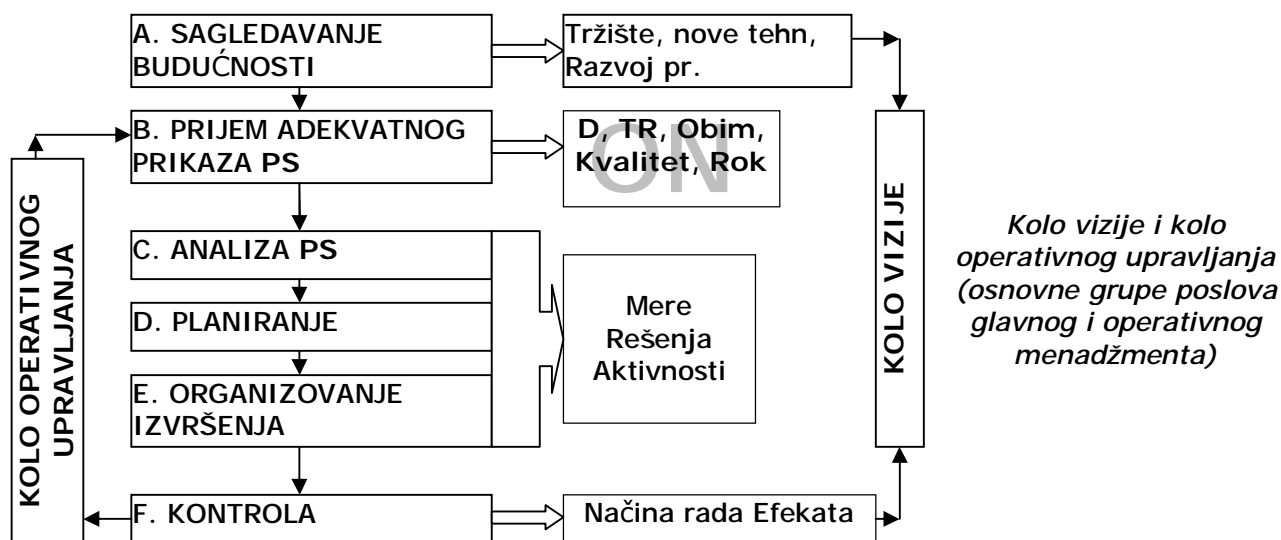 A. SAGLEDAVANJE
BUDUĆNOSTI
Tržište, nove tehn,
Razvoj pr.
B. PRIJEM ADEKVATNOG
PRIKAZA PS
D, TR, Obim,
Kvalitet, Rok
ON
C. ANALIZA PS
D. PLANIRANJE
E. ORGANIZOVANJE
IZVRŠENJA
Mere
Rešenja
Aktivnosti
F. KONTROLA
Načina rada Efekata
KOLO OPERATIVNOG
UPRAVLJANJA
KOLO VIZIJE
Kolo vizije i kolo
operativnog upravljanja
(osnovne grupe poslova
glavnog i operativnog
menadžmenta)